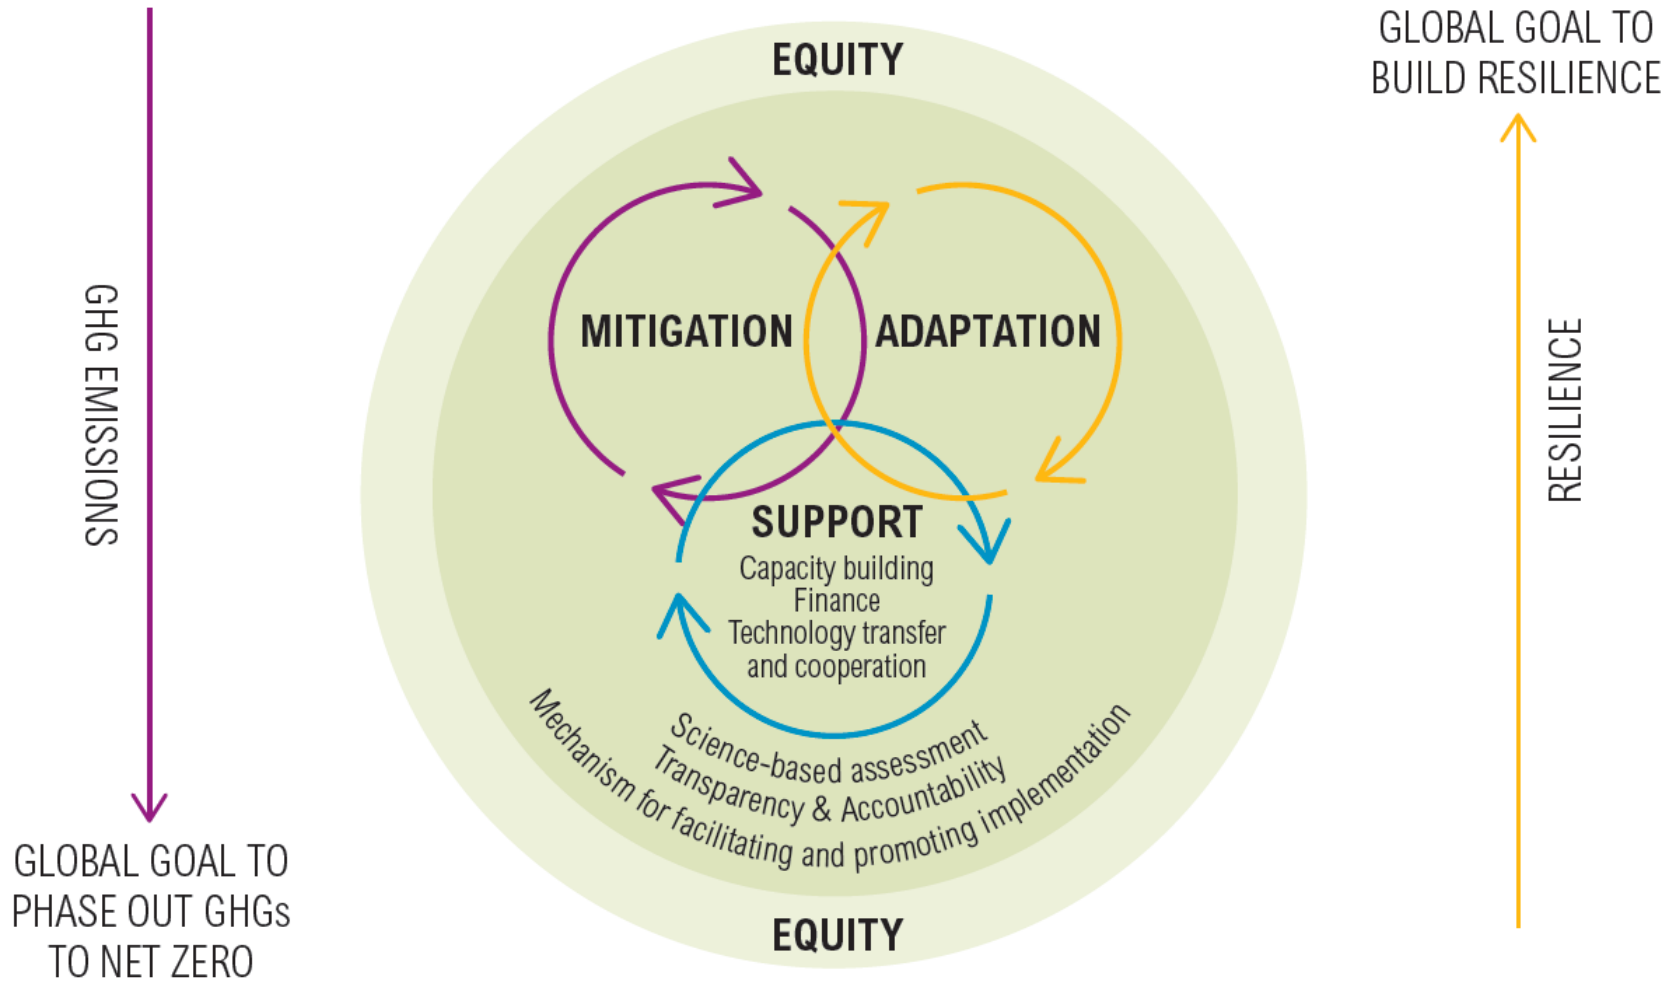 GHG EMISSIONS
GLOBAL GOAL TO
PHASE OUT GHGs
TO NET ZERO
EQUITY
MITIGATION
ADAPTATION
SUPPORT
Capacity building
Finance
Technology transfer
and cooperation
Science-based assessment
Transparency & Accountability
Mechanism for facilitating and promoting implementation
EQUITY
GLOBAL GOAL TO
BUILD RESILIENCE
RESILIENCE